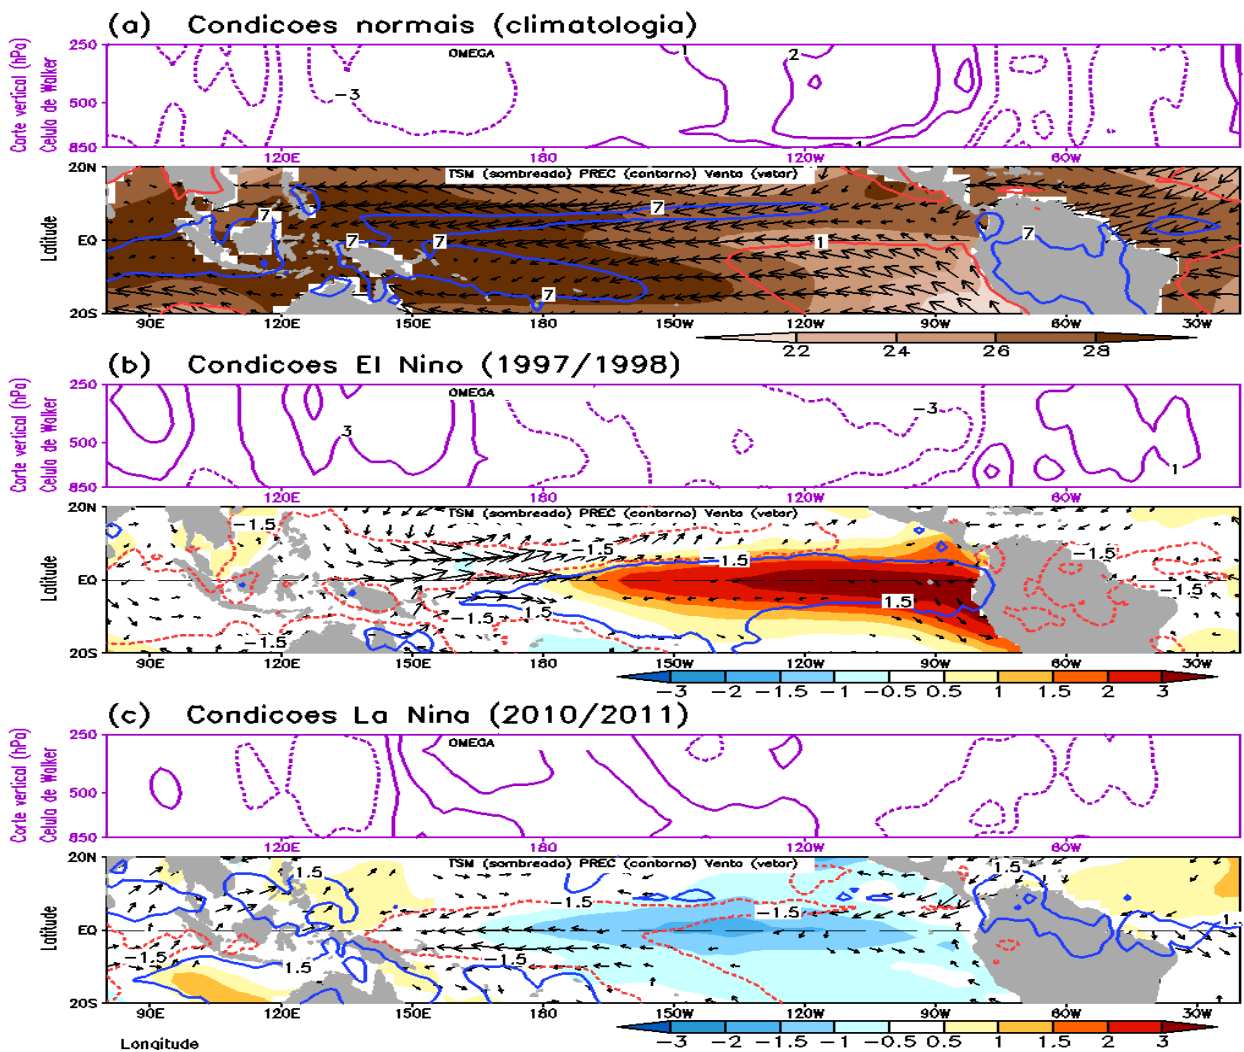 (a) Condicoes normais (climatologia)
Corte vertical (hPa)
Celula de Walker
250
500
850
OMEGA
-3
1
2
1
120E 180 120W 60W
TSM (sombreado) PREC (contorno) Vento (vetor)
Latitude
20N
EQ
20S
7
7
7
7
7
7
1
90E 120E 150E 180 150W 120W 90W 60W 30W
22 24 26 28
(b) Condicoes El Nino (1997/1998)
Corte vertical (hPa)
Celula de Walker
250
500
850
OMEGA
3
-3
1
120E 180 120W 60W
TSM (sombreado) PREC (contorno) Vento (vetor)
Latitude
20N
EQ
20S
-1.5
-1.5
-1.5
-1.5
1.5
1.5
-1.5
90E 120E 150E 180 150W 120W 90W 60W 30W
-3 -2 -1.5 -1 -0.5 0.5 1 1.5 2 3
(c) Condicoes La Nina (2010/2011)
Corte vertical (hPa)
Celula de Walker
250
500
850
OMEGA
120E 180 120W 60W
TSM (sombreado) PREC (contorno) Vento (vetor)
Latitude
20N
EQ
20S
1.5
1.5
-1.5
-1.5
-1.5
1.5
1.5
1.
90E 120E 150E 180 150W 120W 90W 60W 30W
-3 -2 -1.5 -1 -0.5 0.5 1 1.5 2 3
Longitude